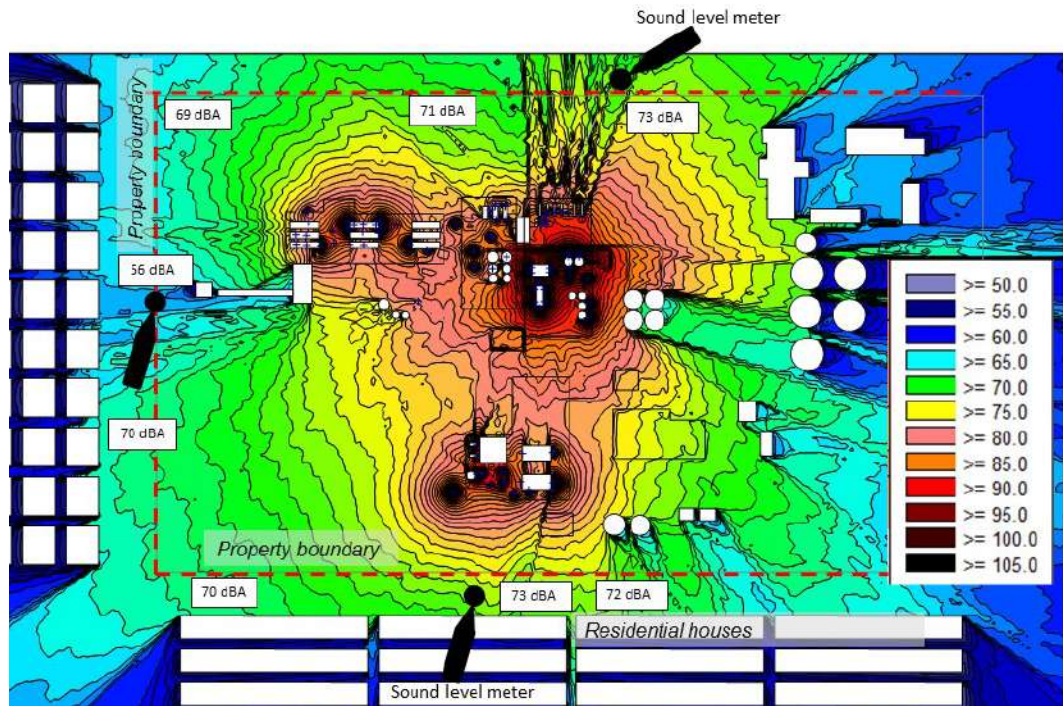 Sound level meter
Property boundary
69 dBA
71 dBA
73 dBA
56 dBA
70 dBA
>= 50.0
>= 55.0
>= 60.0
>= 65.0
>= 70.0
>= 75.0
>= 80.0
>= 85.0
>= 90.0
>= 95.0
>= 100.0
>= 105.0
Property boundary
70 dBA
73 dBA
72 dBA
Residential houses
Sound level meter